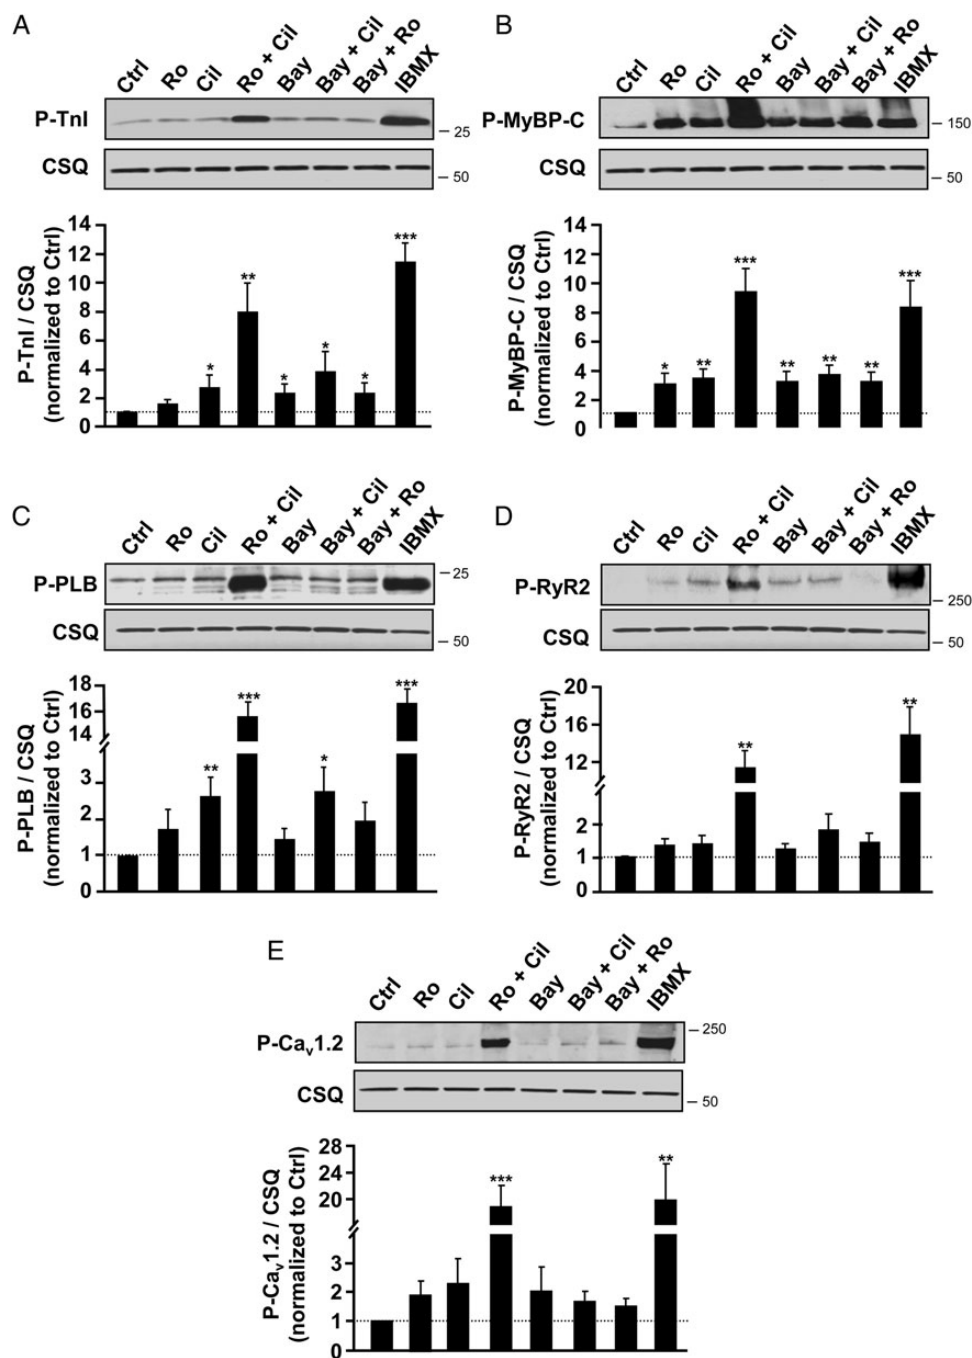 A
Ctrl Ro Cil Ro + Cil Bay Bay + Cil Bay + Ro IBMX
P-TnI
– 25
CSQ
– 50
P-TnI / CSQ
(normalized to Ctrl)
14
12
10
8
6
4
2
0
* ** * * * ***
B
Ctrl Ro Cil Ro + Cil Bay Bay + Cil Bay + Ro IBMX
P-MyBP-C
– 150
CSQ
– 50
P-MyBP-C / CSQ
(normalized to Ctrl)
14
12
10
8
6
4
2
0
* ** *** ** ** ** ***
C
Ctrl Ro Cil Ro + Cil Bay Bay + Cil Bay + Ro IBMX
P-PLB
– 25
CSQ
– 50
P-PLB / CSQ
(normalized to Ctrl)
18
16
14
3
2
1
0
** *** * ***
D
Ctrl Ro Cil Ro + Cil Bay Bay + Cil Bay + Ro IBMX
P-RyR2
– 250
CSQ
– 50
P-RyR2 / CSQ
(normalized to Ctrl)
20
16
12
2
1
0
** **
E
Ctrl Ro Cil Ro + Cil Bay Bay + Cil Bay + Ro IBMX
P-Cav1.2
– 250
CSQ
– 50
P-Cav1.2 / CSQ
(normalized to Ctrl)
28
24
20
3
2
1
0
*** **